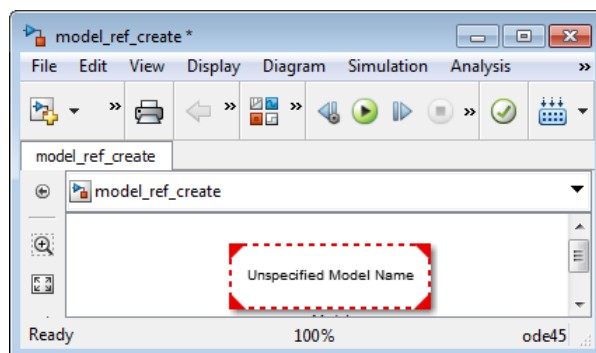 model_ref_create *
File Edit View Display Diagram Simulation Analysis »
» » » »
model_ref_create
model_ref_create
Unspecified Model Name
Ready 100% ode45